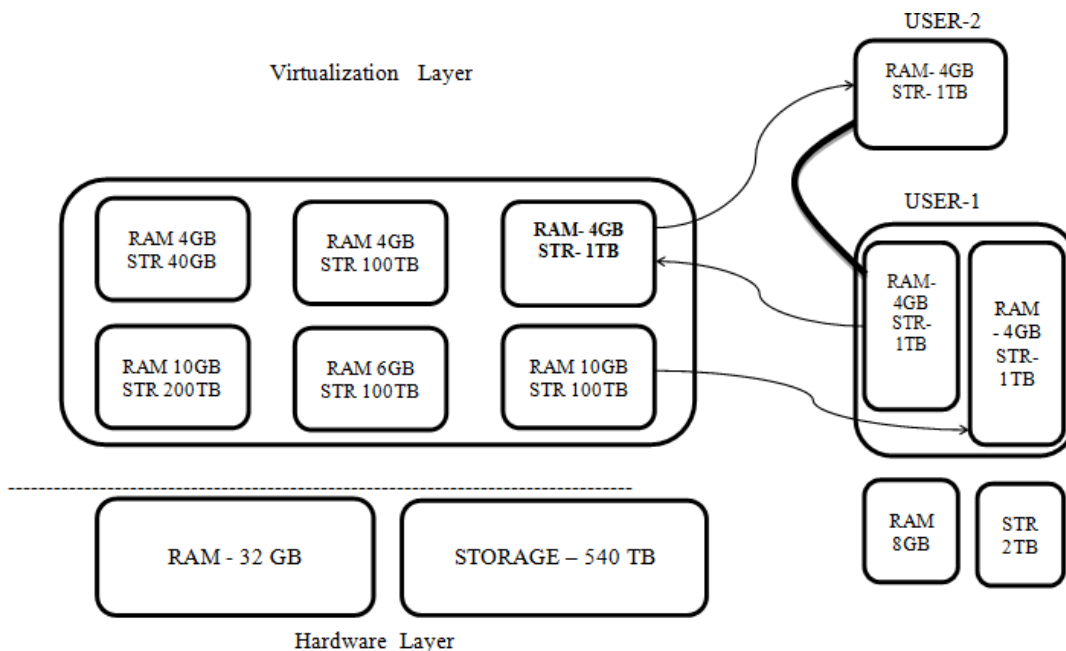 USER-2
Virtualization Layer
RAM- 4GB
STR- 1TB
USER-1
RAM 4GB
STR 40GB
RAM 4GB
STR 100TB
RAM- 4GB
STR- 1TB
RAM 10GB
STR 200TB
RAM 6GB
STR 100TB
RAM 10GB
STR 100TB
RAM-
4GB
STR-
1TB
RAM
- 4GB
STR-
1TB
RAM - 32 GB
STORAGE – 540 TB
RAM
8GB
STR
2TB
Hardware Layer